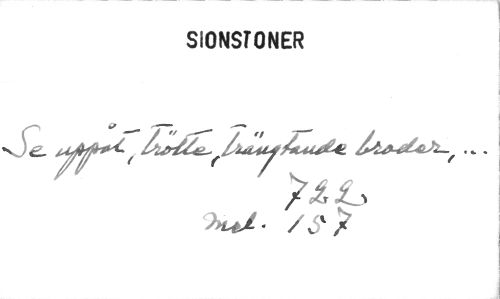 SIONSTONER
Se uppåt, trötte, trängtande broder,...
722,
mel. 157